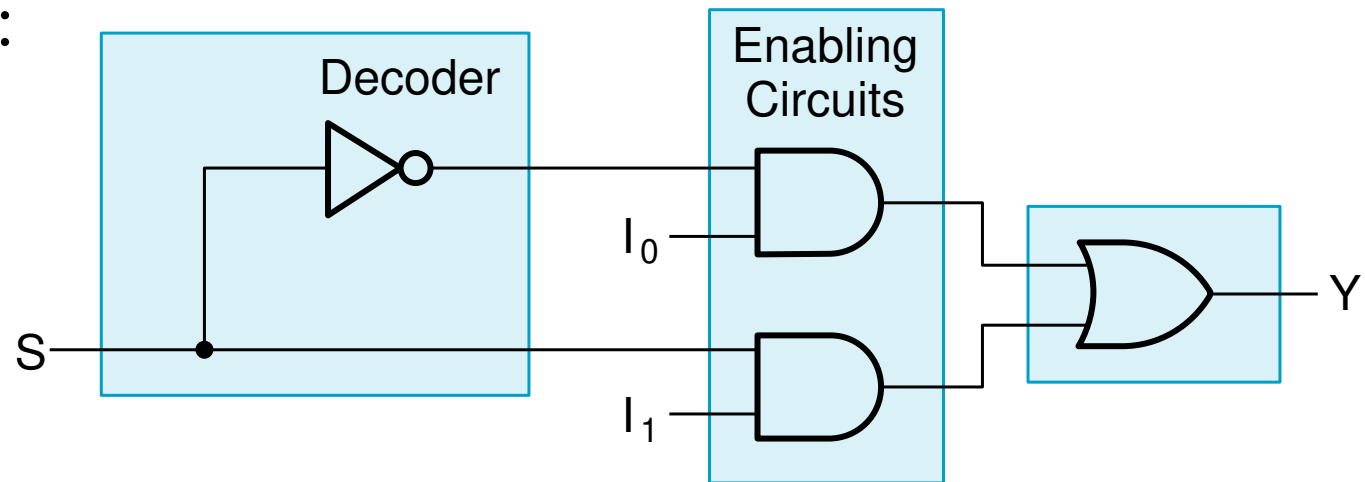 :
Decoder
Enabling
Circuits
I0
S
I1
Y